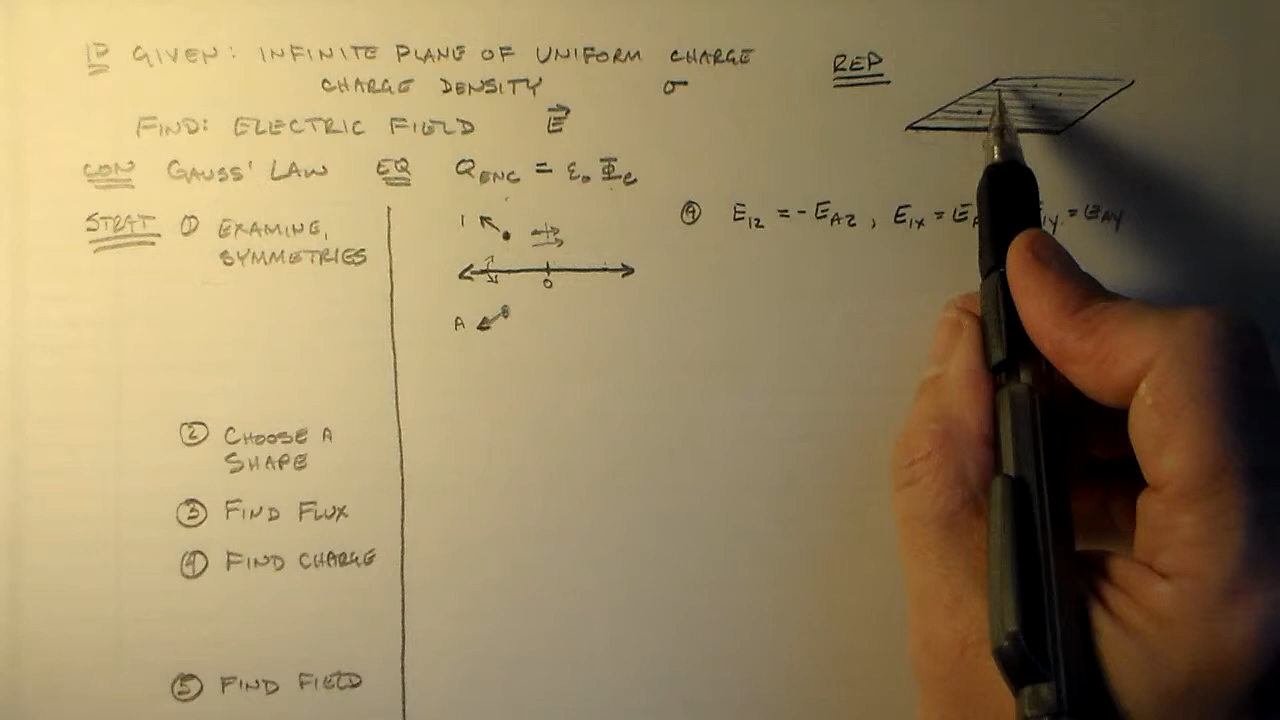 ID GIVEN: INFINITE PLANE OF UNIFORM CHARGE
CHARGE DENSITY σ
FIND: ELECTRIC FIELD E⃗
CON GAUSS' LAW EQ Q_ENC = ε₀ Φ_e
STRAT ① EXAMINE,
SYMMETRIES
② CHOOSE A
SHAPE
③ FIND FLUX
④ FIND CHARGE
⑤ FIND FIELD
1
0
A
REP
ⓐ E_1Z = -E_AZ, E_1X = = E_AY